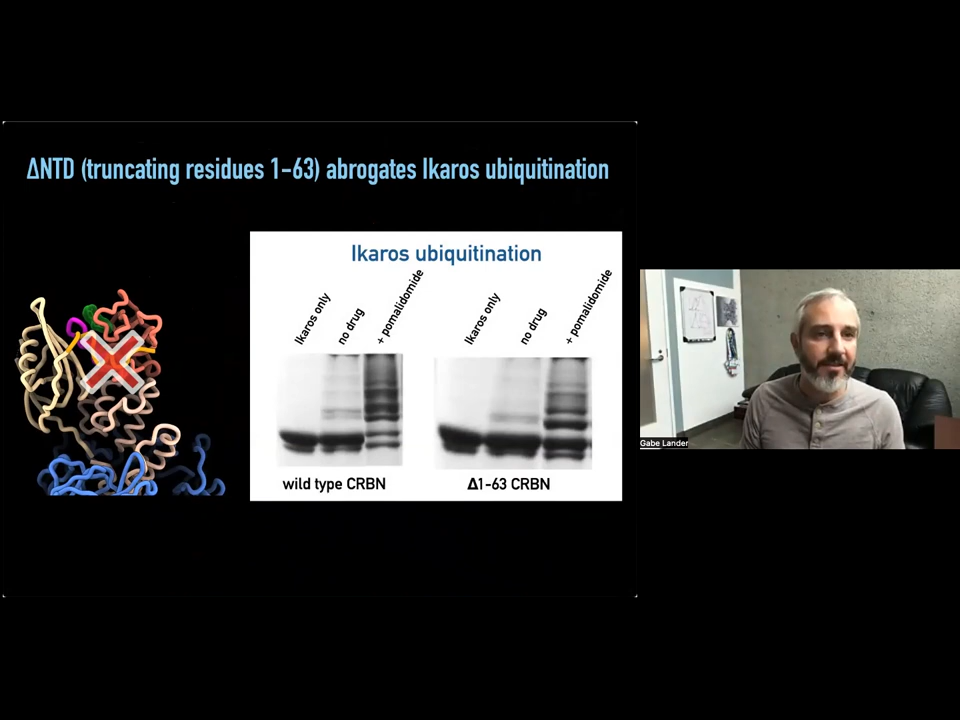 ΔNTD (truncating residues 1-63) abrogates Ikaros ubiquitination
Ikaros ubiquitination
Ikaros only
no drug
+ pomalidomide
Ikaros only
no drug
+ pomalidomide
wild type CRBN
Δ1-63 CRBN
Gabe Lander